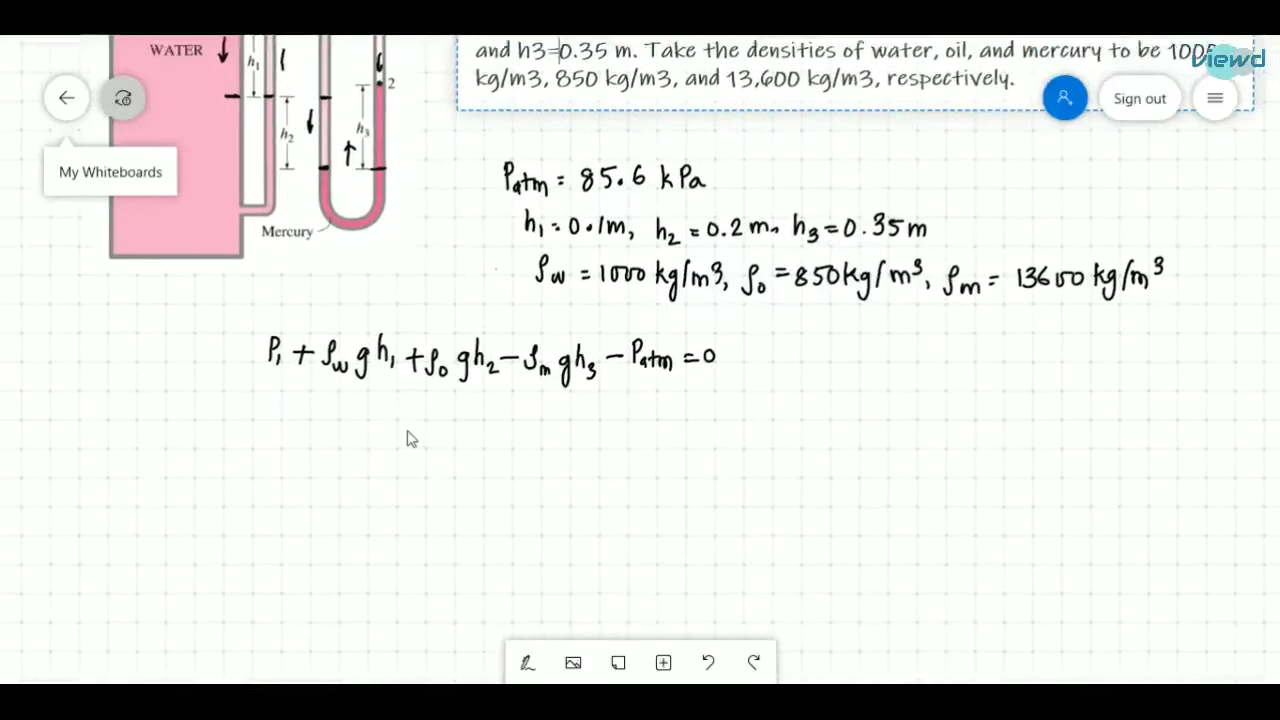 WATER
h1
h2
h3
2
Mercury
and h3=0.35 m. Take the densities of water, oil, and mercury to be
kg/m3, 850 kg/m3, and 13,600 kg/m3, respectively.
Viewd
Sign out
My Whiteboards
Patm = 85.6 kPa
h1 = 0.1m, h2 = 0.2 m, h3 = 0.35 m
ρw = 1000 kg/m3, ρo = 850 kg/m3, ρm = 13600 kg/m3
P1 + ρw g h1 + ρo g h2 − ρm g h3 − Patm = 0